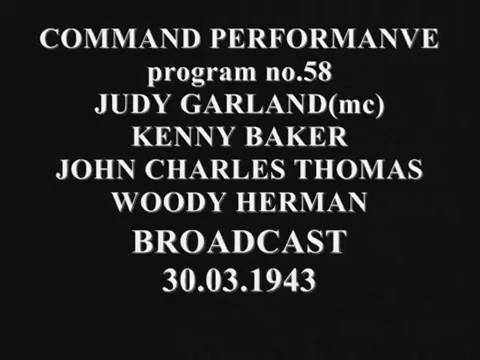 COMMAND PERFORMANVE
program no.58
JUDY GARLAND(mc)
KENNY BAKER
JOHN CHARLES THOMAS
WOODY HERMAN
BROADCAST
30.03.1943